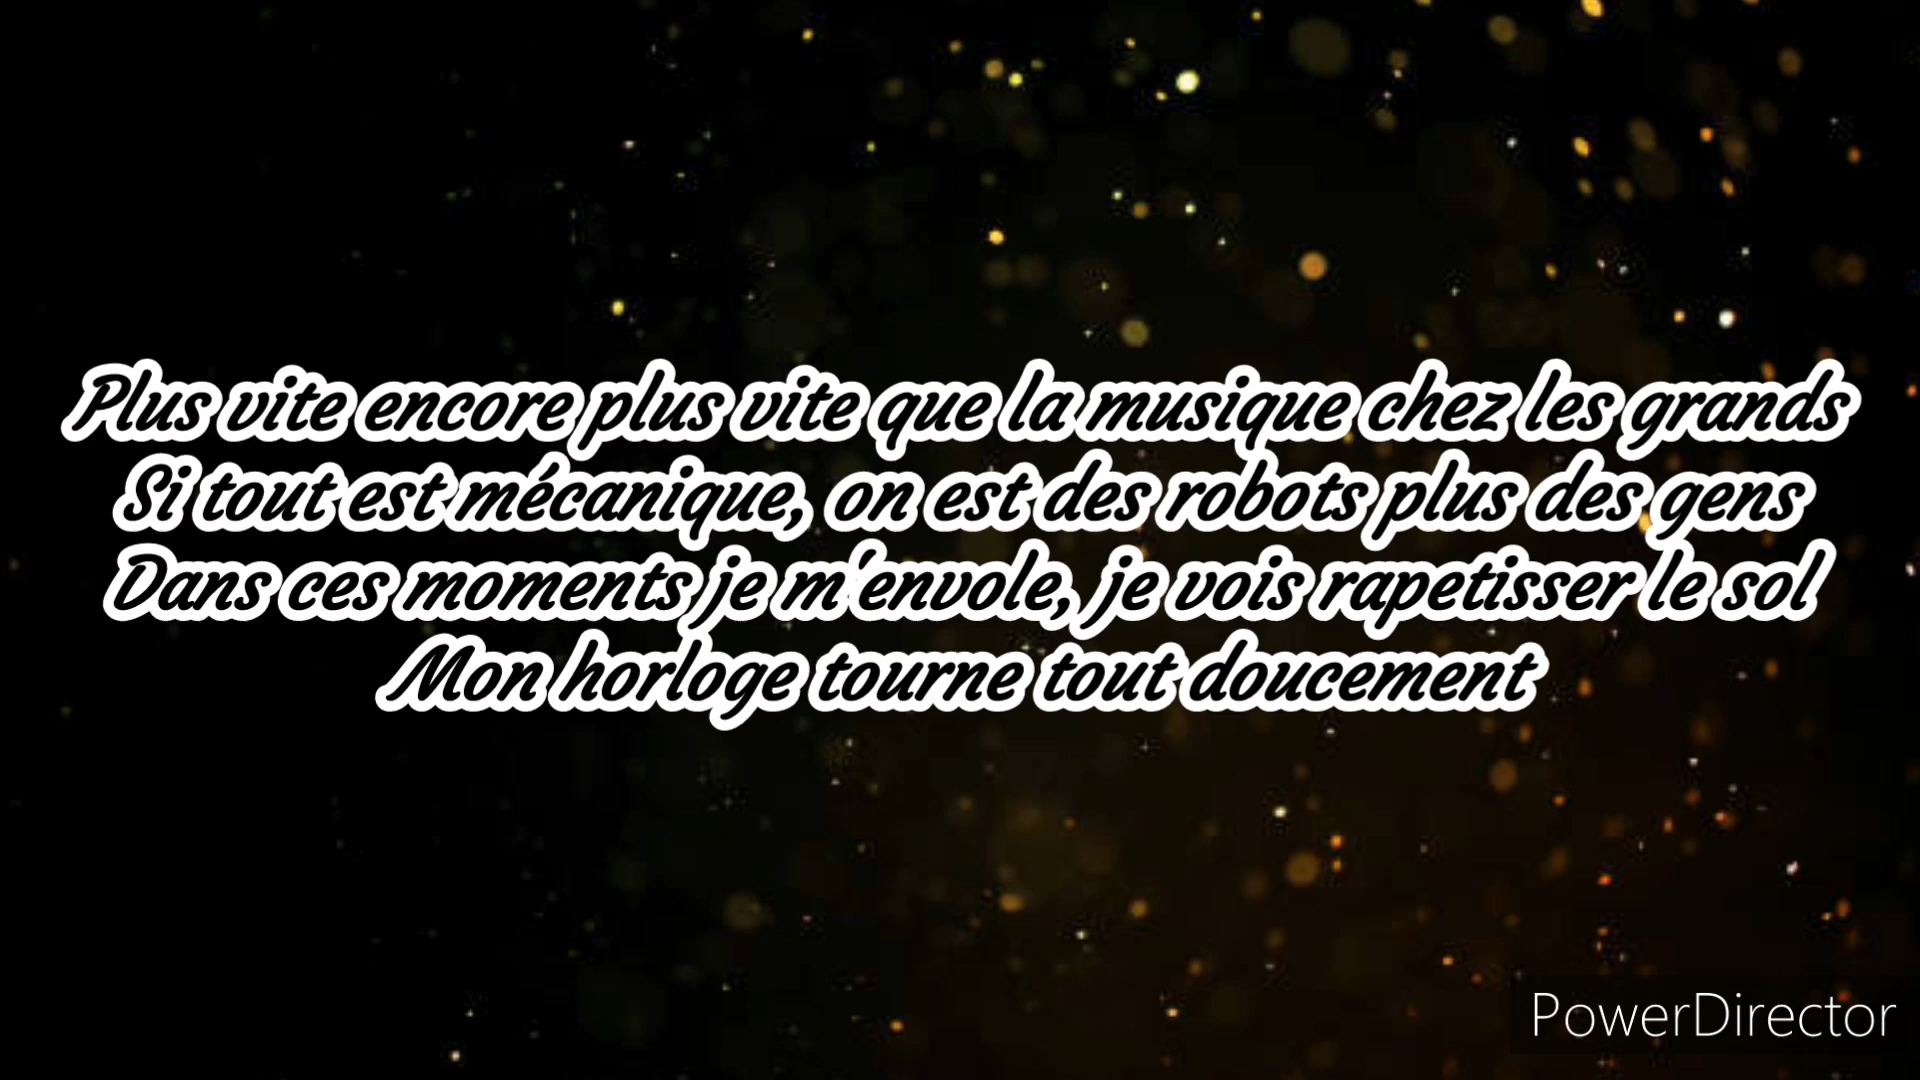 Plus vite encore plus vite que la musique chez les grands
Si tout est mécanique, on est des robots plus des gens
Dans ces moments je m'envole, je vois rapetisser le sol
Mon horloge tourne tout doucement
PowerDirector